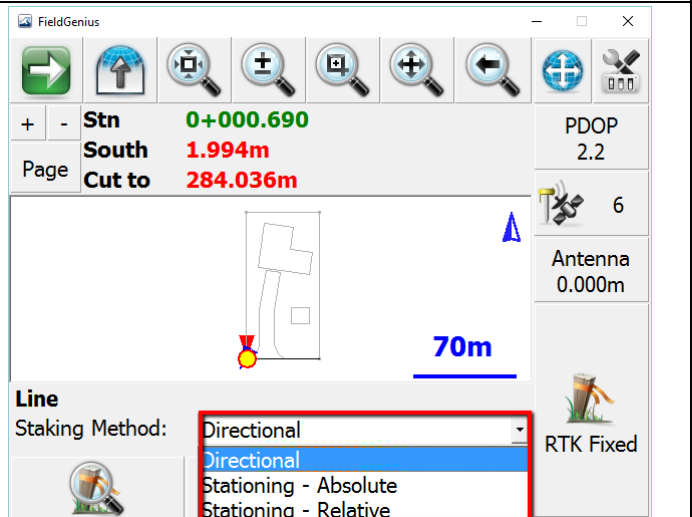 FieldGenius
+ - Stn 0+000.690
South 1.994m
Page
Cut to 284.036m
PDOP
2.2
6
Antenna
0.000m
70m
Line
Staking Method: Directional
Directional
Stationing - Absolute
Stationing - Relative
RTK Fixed